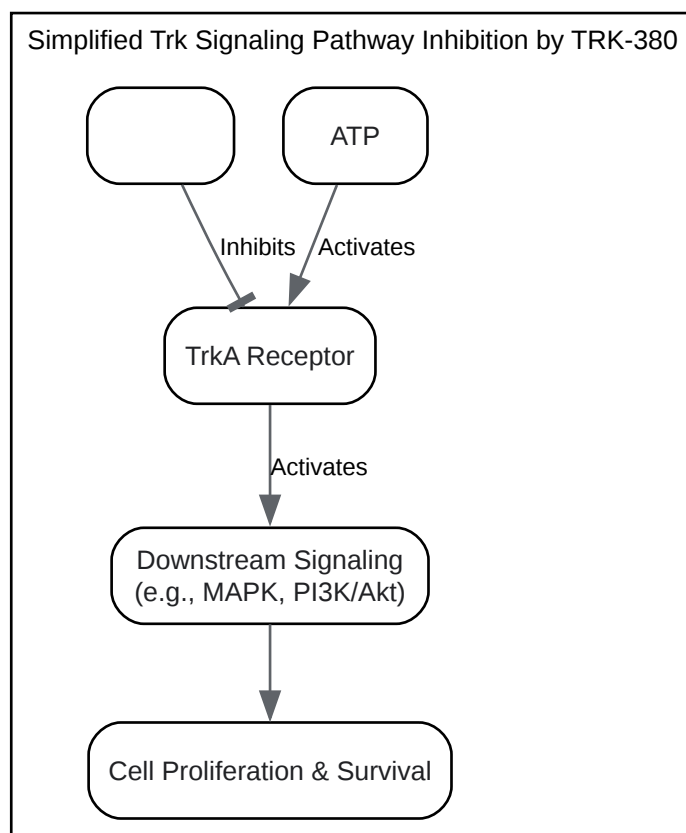 Simplified Trk Signaling Pathway Inhibition by TRK-380
ATP
Inhibits
Activates
TrkA Receptor
Activates
Downstream Signaling
(e.g., MAPK, PI3K/Akt)
Cell Proliferation & Survival